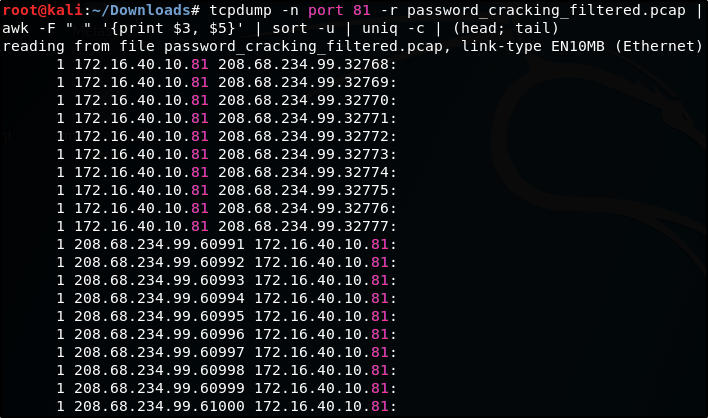 root@kali:~/Downloads# tcpdump -n port 81 -r password_cracking_filtered.pcap |
awk -F " " '{print $3, $5}' | sort -u | uniq -c | (head; tail)
reading from file password_cracking_filtered.pcap, link-type EN10MB (Ethernet)
1 172.16.40.10.81 208.68.234.99.32768:
1 172.16.40.10.81 208.68.234.99.32769:
1 172.16.40.10.81 208.68.234.99.32770:
1 172.16.40.10.81 208.68.234.99.32771:
1 172.16.40.10.81 208.68.234.99.32772:
1 172.16.40.10.81 208.68.234.99.32773:
1 172.16.40.10.81 208.68.234.99.32774:
1 172.16.40.10.81 208.68.234.99.32775:
1 172.16.40.10.81 208.68.234.99.32776:
1 172.16.40.10.81 208.68.234.99.32777:
1 208.68.234.99.60991 172.16.40.10.81:
1 208.68.234.99.60992 172.16.40.10.81:
1 208.68.234.99.60993 172.16.40.10.81:
1 208.68.234.99.60994 172.16.40.10.81:
1 208.68.234.99.60995 172.16.40.10.81:
1 208.68.234.99.60996 172.16.40.10.81:
1 208.68.234.99.60997 172.16.40.10.81:
1 208.68.234.99.60998 172.16.40.10.81:
1 208.68.234.99.60999 172.16.40.10.81:
1 208.68.234.99.61000 172.16.40.10.81: